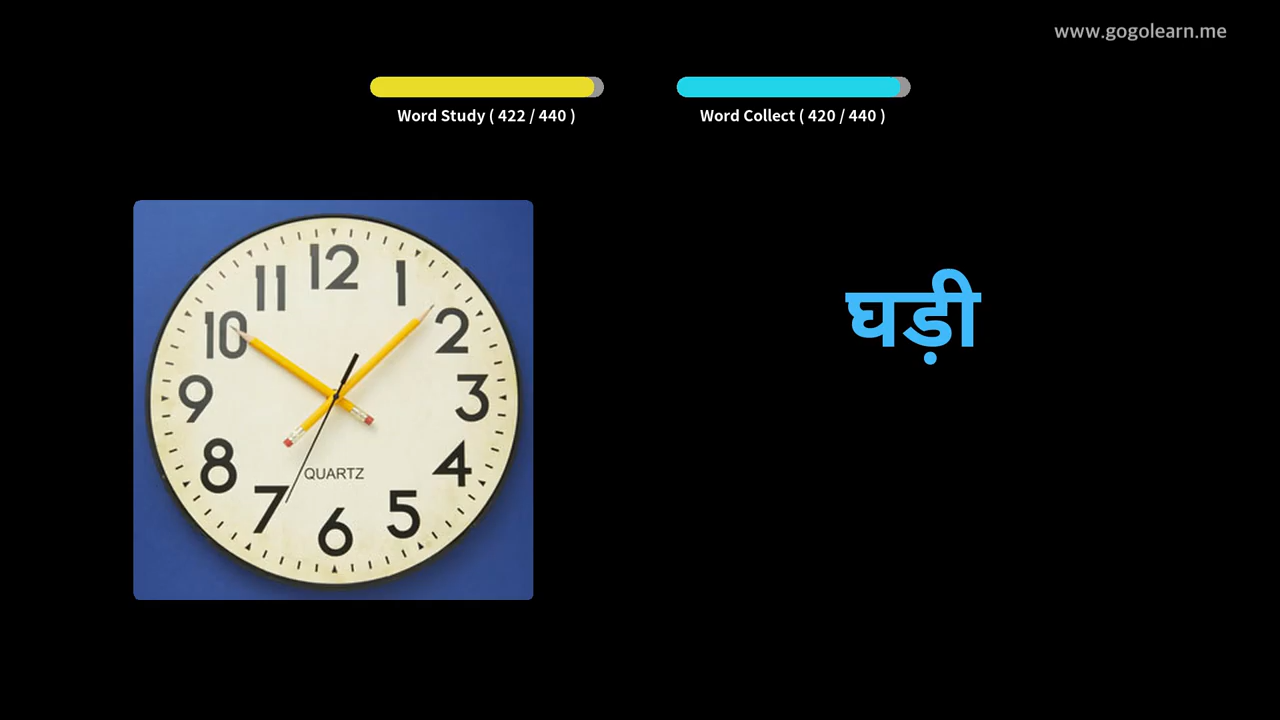 www.gogolearn.me
Word Study ( 422 / 440 )
Word Collect ( 420 / 440 )
12
11
1
10
2
9
3
8
4
7
5
6
QUARTZ
घड़ी